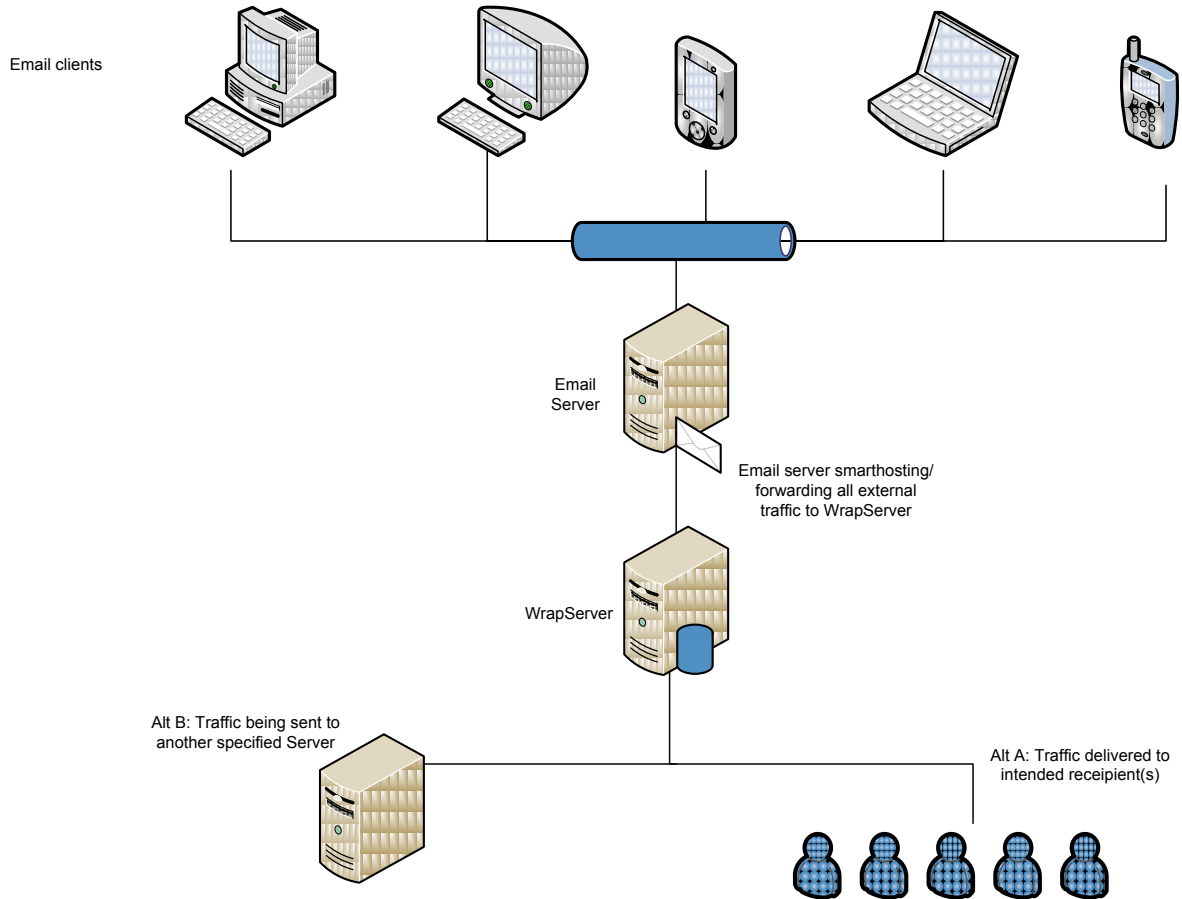 Email clients
Email
Server
Email server smarthosting/
forwarding all external
traffic to WrapServer
WrapServer
Alt B: Traffic being sent to
another specified Server
Alt A: Traffic delivered to
intended receipient(s)